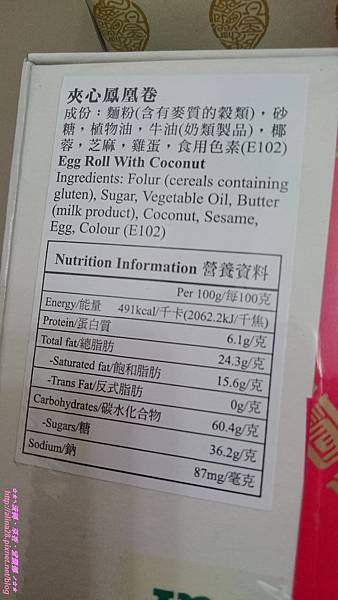 夾心鳳凰卷
成份：麵粉(含有麥質的穀類)，砂
糖，植物油，牛油(奶類製品)，椰
蓉，芝麻，雞蛋，食用色素(E102)
Egg Roll With Coconut
Ingredients: Folur (cereals containing
gluten), Sugar, Vegetable Oil, Butter
(milk product), Coconut, Sesame,
Egg, Colour (E102)
Nutrition Information 營養資料
Per 100g/每100克
Energy/能量 491kcal/千卡(2062.2kJ/千焦)
Protein/蛋白質 6.1g/克
Total fat/總脂肪 24.3g/克
-Saturated fat/飽和脂肪 15.6g/克
-Trans Fat/反式脂肪 0g/克
Carbohydrates/碳水化合物 60.4g/克
-Sugars/糖 36.2g/克
Sodium/鈉 87mg/毫克
http://alina28.pixnet.net/blog